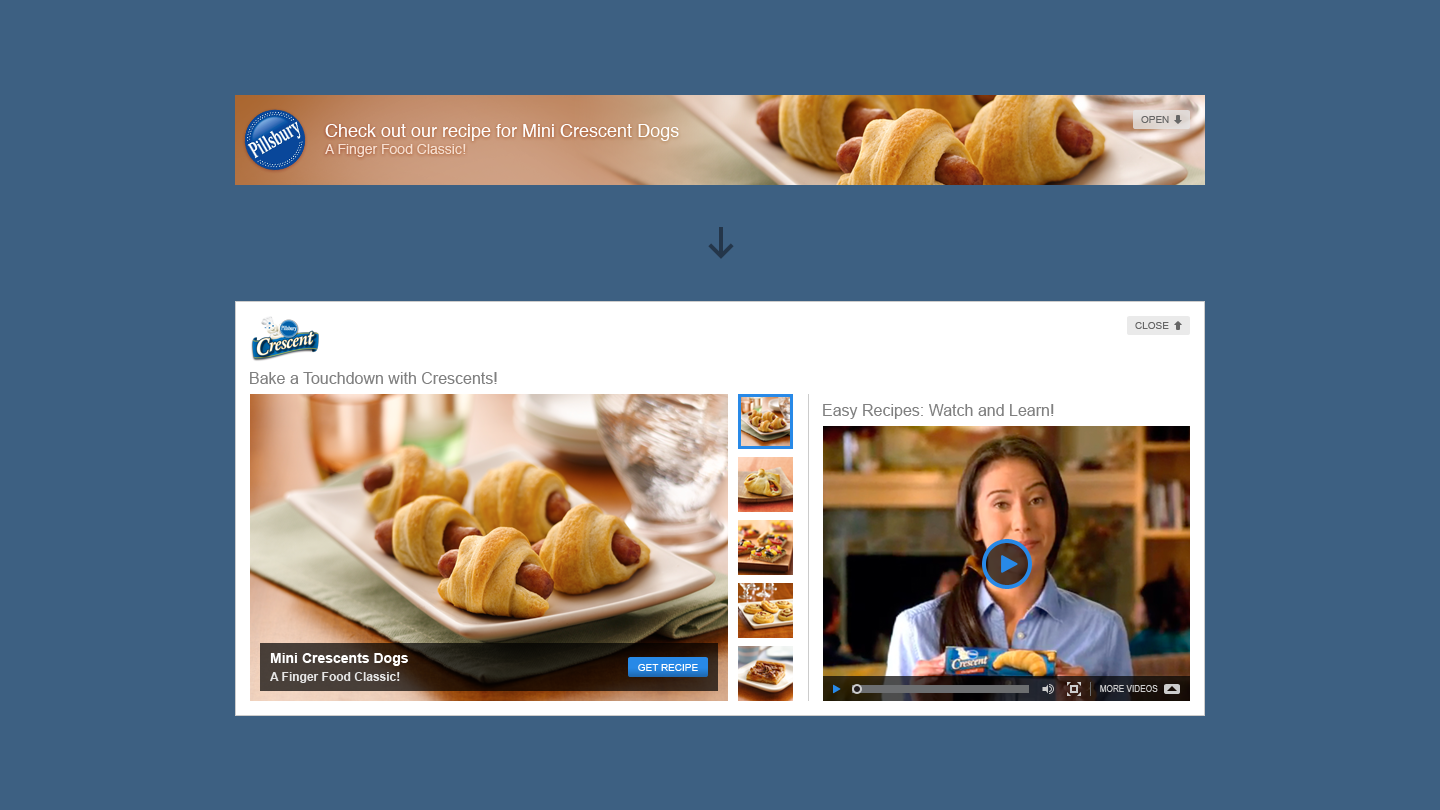 Pillsbury
Check out our recipe for Mini Crescent Dogs
A Finger Food Classic!
OPEN
Pillsbury
Crescent
CLOSE
Bake a Touchdown with Crescents!
Easy Recipes: Watch and Learn!
Mini Crescents Dogs
A Finger Food Classic!
GET RECIPE
Crescent
MORE VIDEOS